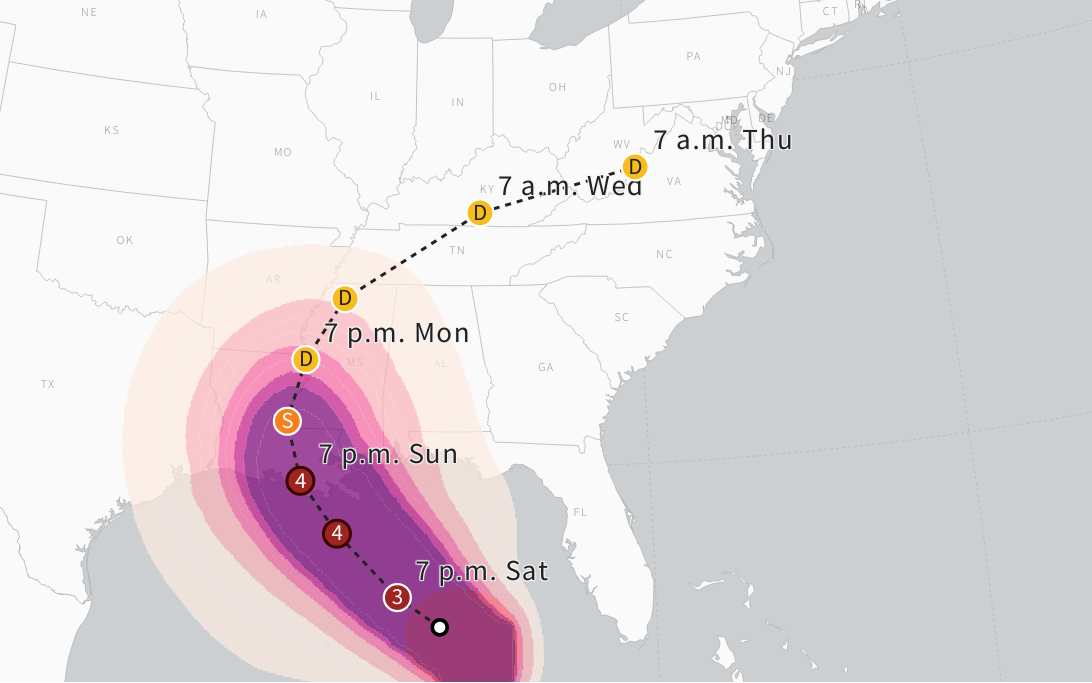 NE
IA
CT
R
PA
NJ
OH
IL
IN
KS
MD
DE
DC
MO
WV
7 a.m. Thu
D
VA
KY
7 a.m. Wed
D
OK
TN
NC
AR
D
SC
7 p.m. Mon
D
MS
AL
GA
TX
S
7 p.m. Sun
4
FL
4
7 p.m. Sat
3